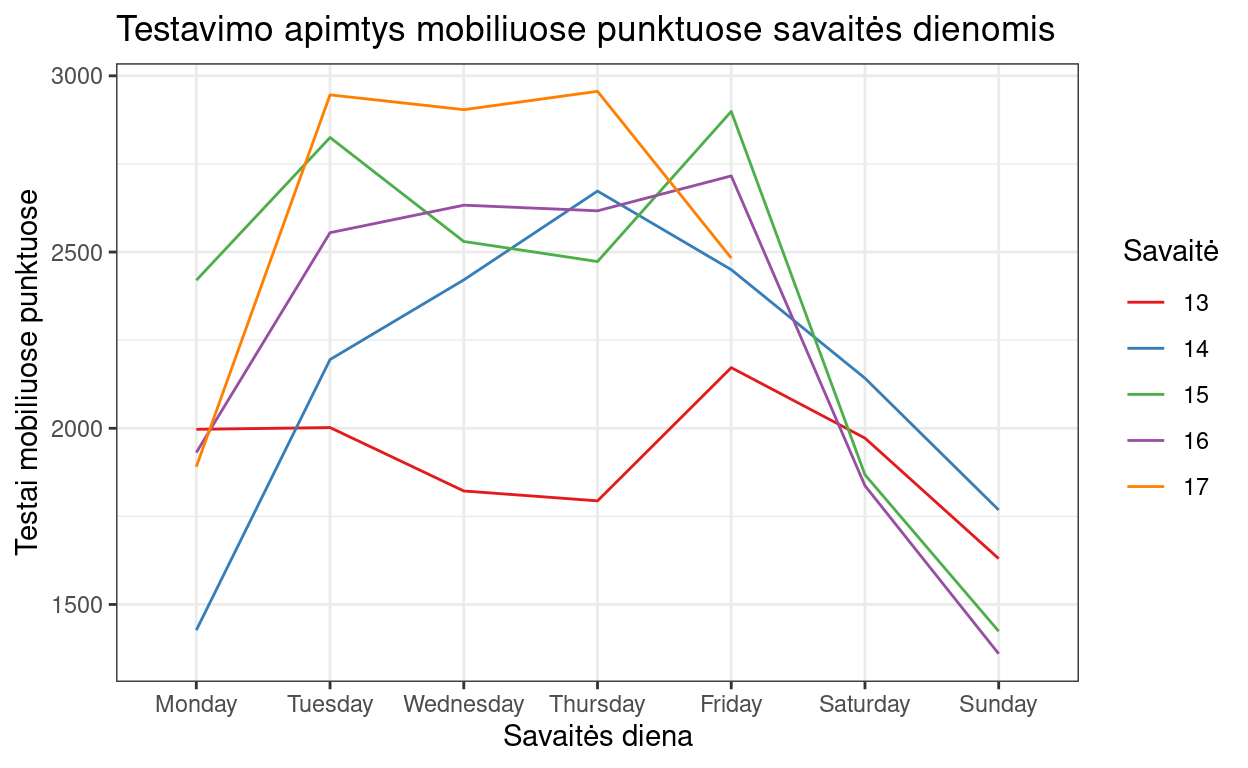 Testavimo apimtys mobiliuose punktuose savaitės dienomis
Testai mobiliuose punktuose
3000
2500
2000
1500
Monday Tuesday Wednesday Thursday Friday Saturday Sunday
Savaitės diena
Savaitė
13
14
15
16
17